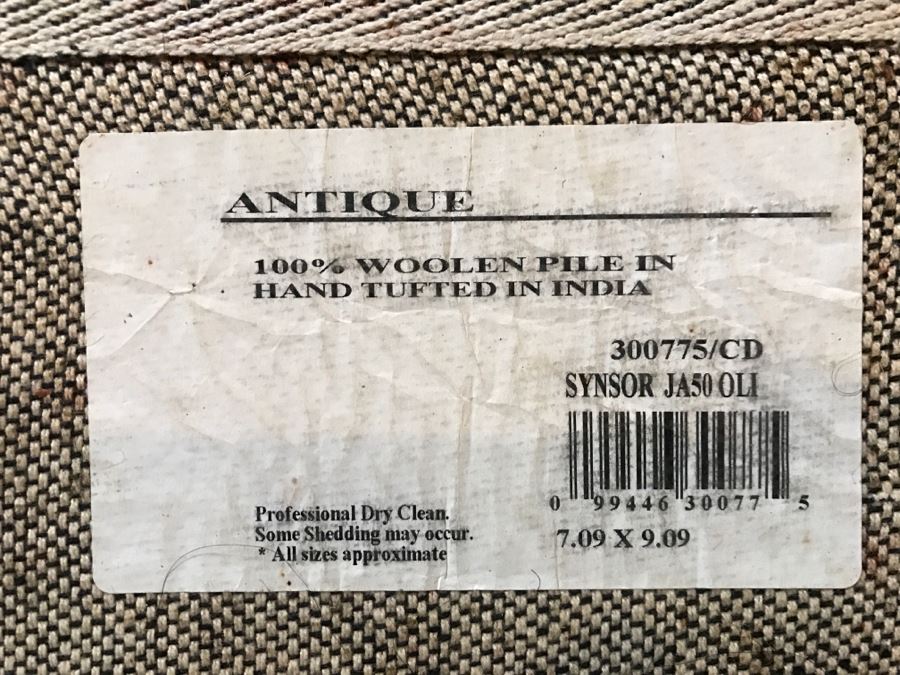 ANTIQUE
100% WOOLEN PILE IN
HAND TUFTED IN INDIA
300775/CD
SYNSOR JA50 OLI
0 99446 30077 5
7.09 X 9.09
Professional Dry Clean.
Some Shedding may occur.
* All sizes approximate